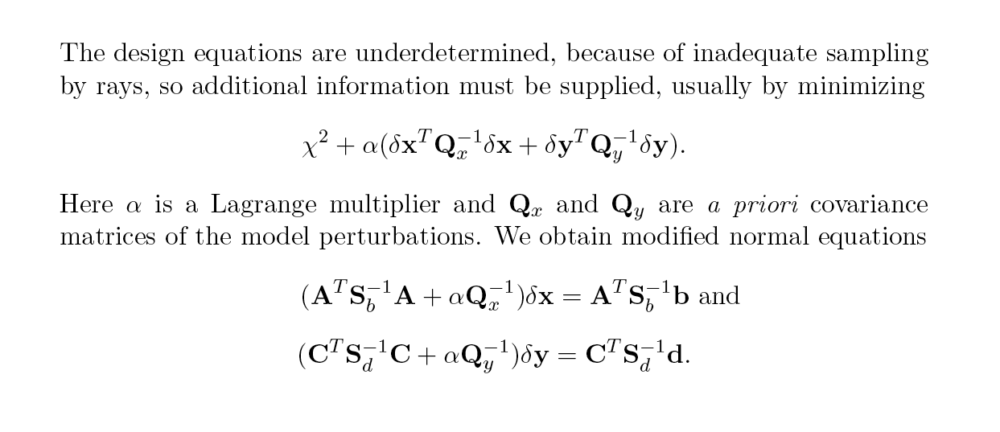 The design equations are underdetermined, because of inadequate sampling
by rays, so additional information must be supplied, usually by minimizing
$\chi^2 + \alpha(\delta\mathbf{x}^T\mathbf{Q}_x^{-1}\delta\mathbf{x} + \delta\mathbf{y}^T\mathbf{Q}_y^{-1}\delta\mathbf{y}).$
Here $\alpha$ is a Lagrange multiplier and $\mathbf{Q}_x$ and $\mathbf{Q}_y$ are a priori covariance
matrices of the model perturbations. We obtain modified normal equations
$(\mathbf{A}^T\mathbf{S}_b^{-1}\mathbf{A} + \alpha\mathbf{Q}_x^{-1})\delta\mathbf{x} = \mathbf{A}^T\mathbf{S}_b^{-1}\mathbf{b}$ and
$(\mathbf{C}^T\mathbf{S}_d^{-1}\mathbf{C} + \alpha\mathbf{Q}_y^{-1})\delta\mathbf{y} = \mathbf{C}^T\mathbf{S}_d^{-1}\mathbf{d}.$